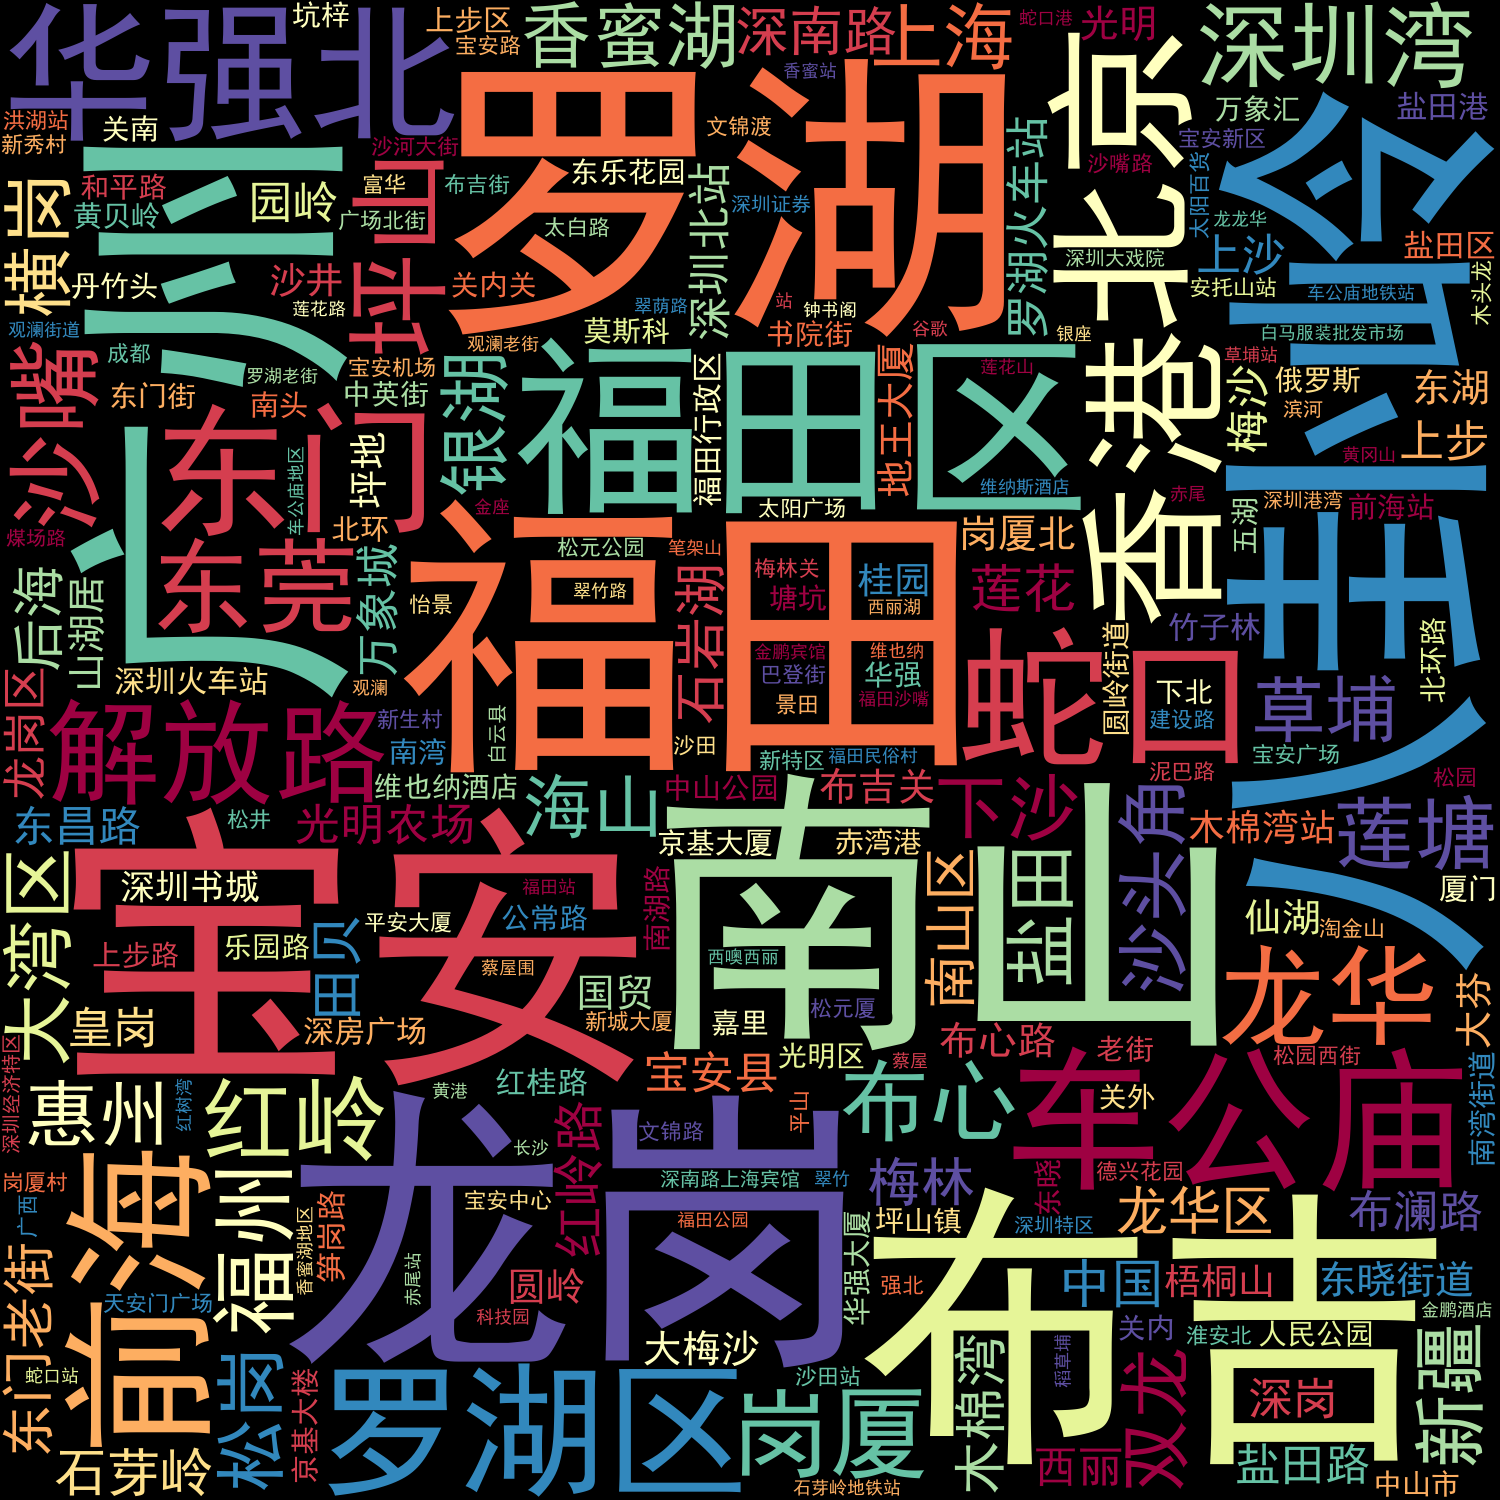 坑梓
上步区
宝安路
香蜜湖
深南路
上海
蛇口港
光明
深圳湾
华强北
罗湖
香蜜站
北京
万象汇
盐田港
洪湖站
新秀村
关南
沙河大街
文锦渡
宝安新区
八卦岭
沙嘴路
太阳百货
和平路
黄贝岭
园岭
富华
布吉街
广场北街
坪山
东乐花园
深圳北站
深圳证券
罗湖火车站
龙龙华
上沙
盐田区
横岗
深圳
太白路
深圳大戏院
安托山站
车公庙地铁站
木头龙
丹竹头
沙井
莲花路
关内关
翠荫路
站
钟书阁
书院街
谷歌
银座
白马服装批发市场
观澜街道
成都
罗湖老街
宝安机场
观澜老街
莫斯科
草埔站
俄罗斯
东湖
滨河
沙嘴
东门街
南头
中英街
银湖
福田区
福田行政区
地王大厦
莲花山
香港
梅沙
上步
黄冈山
东门
车公庙地区
坪地
维纳斯酒店
赤尾
深圳港湾
前海站
煤场路
北环
金座
太阳广场
岗厦北
五湖
东莞
万象城
松元公园
笔架山
福田
梅林关
桂园
莲花
后海
山湖居
怡景
翠竹路
石岩湖
塘坑
西丽湖
竹子林
圆岭街道
北环路
龙岗区
深圳火车站
观澜
金鹏宾馆
维也纳
巴登街
华强
蛇口
下北
草埔
解放路
新生村
白云县
景田
福田沙嘴
建设路
南湾
沙田
新特区
福田民俗村
宝安广场
泥巴路
松园
维也纳酒店
海山
中山公园
布吉关
下沙
沙头角
东昌路
松井
光明农场
京基大厦
赤湾港
木棉湾站
莲塘
宝安
南山
盐田
大湾区
深圳书城
田贝
福田站
南湖路
南山区
仙湖
厦门
淘金山
上步路
乐园路
平安大厦
公常路
西噢西丽
龙华
蔡屋围
国贸
松元厦
大芬
皇岗
深房广场
新城大厦
嘉里
光明区
布心路
老街
松园西街
深圳经济特区
红树湾
惠州
红岭
黄港
红桂路
宝安县
蔡屋
布心
车公庙
关外
南湾街道
龙岗
长沙
红岭路
文锦路
平山
岗厦村
广西
前海
福州
香蜜湖地区
笋岗路
宝安中心
深南路上海宾馆
翠竹
梅林
东晓
德兴花园
龙华区
布澜路
福田公园
华强大厦
坪山镇
深圳特区
布吉
东门老街
天安门广场
赤尾站
圆岭
科技园
强北
中国
梧桐山
东晓街道
金鹏酒店
蛇口站
松岗
京基大楼
大梅沙
关内
淮安北
人民公园
罗湖区
沙田站
岗厦
木棉湾
稻草埔
双龙
深岗
新疆
石芽岭
石芽岭地铁站
西丽
盐田路
中山市